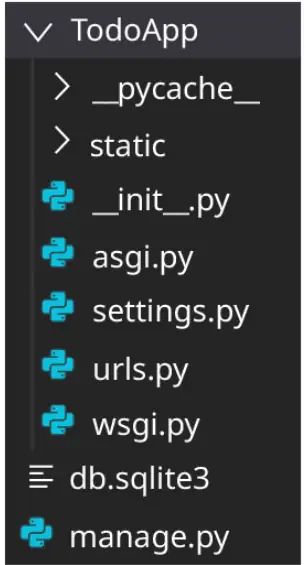 TodoApp
__pycache__
static
__init__.py
asgi.py
settings.py
urls.py
wsgi.py
db.sqlite3
manage.py